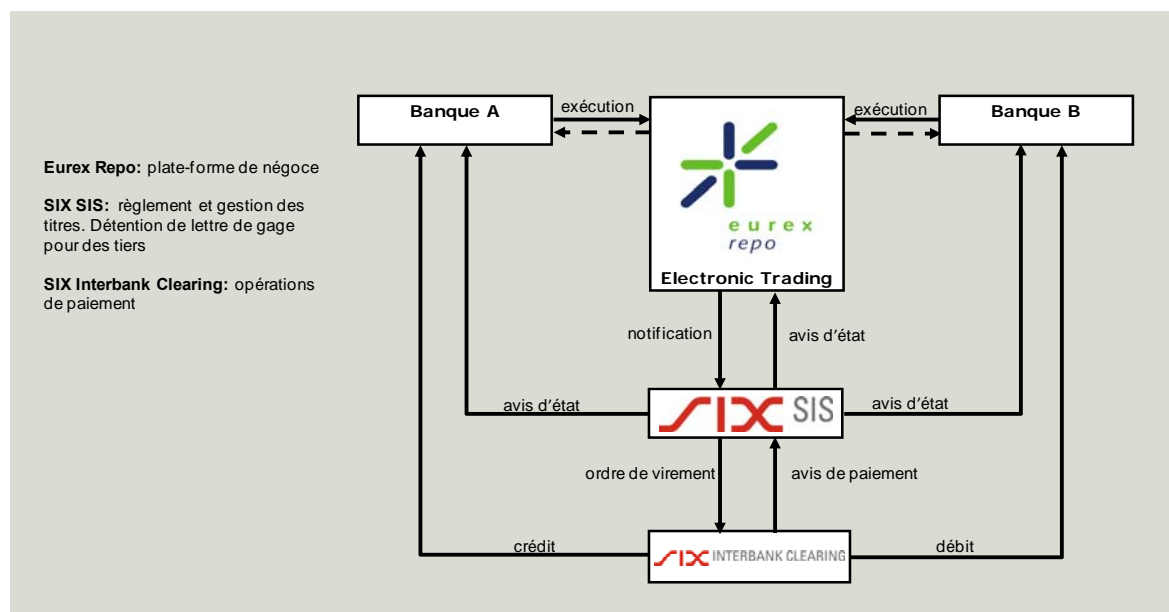 Banque A
exécution
exécution
Banque B
Eurex Repo: plate-forme de négoce
SIX SIS: règlement et gestion des
titres. Détention de lettre de gage
pour des tiers
SIX Interbank Clearing: opérations
de paiement
eurex
repo
Electronic Trading
notification
avis d'état
avis d'état
SIX SIS
avis d'état
ordre de virement
avis de paiement
crédit
SIX INTERBANK CLEARING
débit